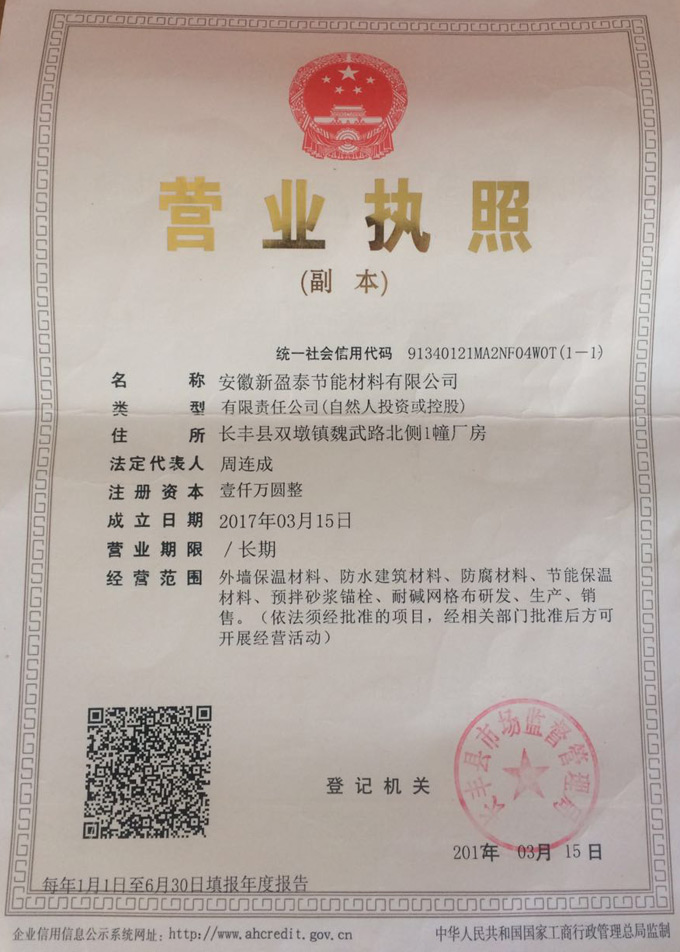 营业执照
(副 本)
统一社会信用代码 91340121MA2NF04W0T(1-1)
名 称 安徽新盈泰节能材料有限公司
类 型 有限责任公司(自然人投资或控股)
住 所 长丰县双墩镇魏武路北侧1幢厂房
法定代表人 周连成
注册资本 壹仟万圆整
成立日期 2017年03月15日
营业期限 /长期
经营范围 外墙保温材料、防水建筑材料、防腐材料、节能保温
材料、预拌砂浆锚栓、耐碱网格布研发、生产、销
售。（依法须经批准的项目，经相关部门批准后方可
开展经营活动）
长丰县市场监督管理局
登记机关
2017年 03月 15日
每年1月1日至6月30日填报年度报告
企业信用信息公示系统网址：http://www.ahcredit.gov.cn
中华人民共和国国家工商行政管理总局监制